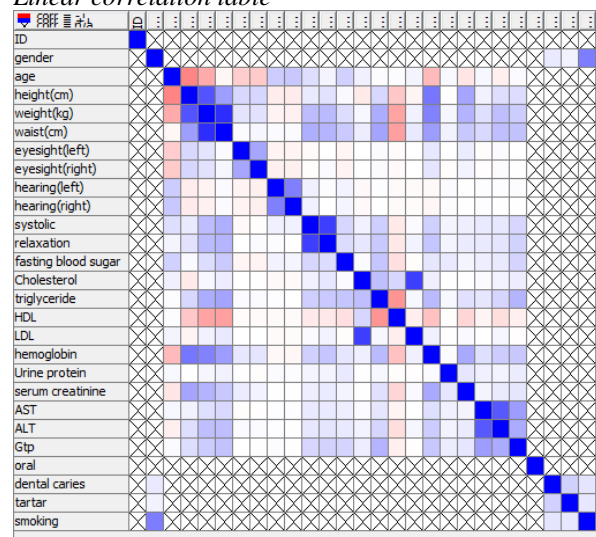 Linear correlation table
ID
ID
gender
age
height(cm)
weight(kg)
waist(cm)
eyesight(left)
eyesight(right)
hearing(left)
hearing(right)
systolic
relaxation
fasting blood sugar
Cholesterol
triglyceride
HDL
LDL
hemoglobin
Urine protein
serum creatinine
AST
ALT
Gtp
oral
dental caries
tartar
smoking